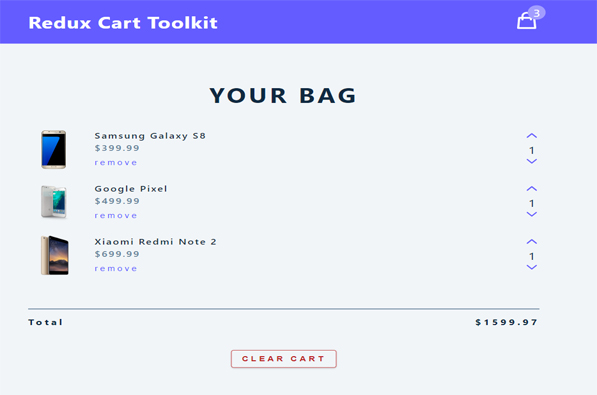 Redux Cart Toolkit
3
YOUR BAG
Samsung Galaxy S8
$399.99
remove
1
Google Pixel
$499.99
remove
1
Xiaomi Redmi Note 2
$699.99
remove
1
Total $1599.97
CLEAR CART